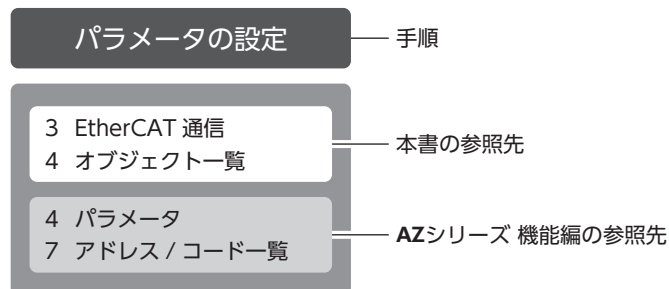 パラメータの設定
手順
3 EtherCAT 通信
4 オブジェクト一覧
本書の参照先
4 パラメータ
7 アドレス / コード一覧
AZシリーズ 機能編の参照先